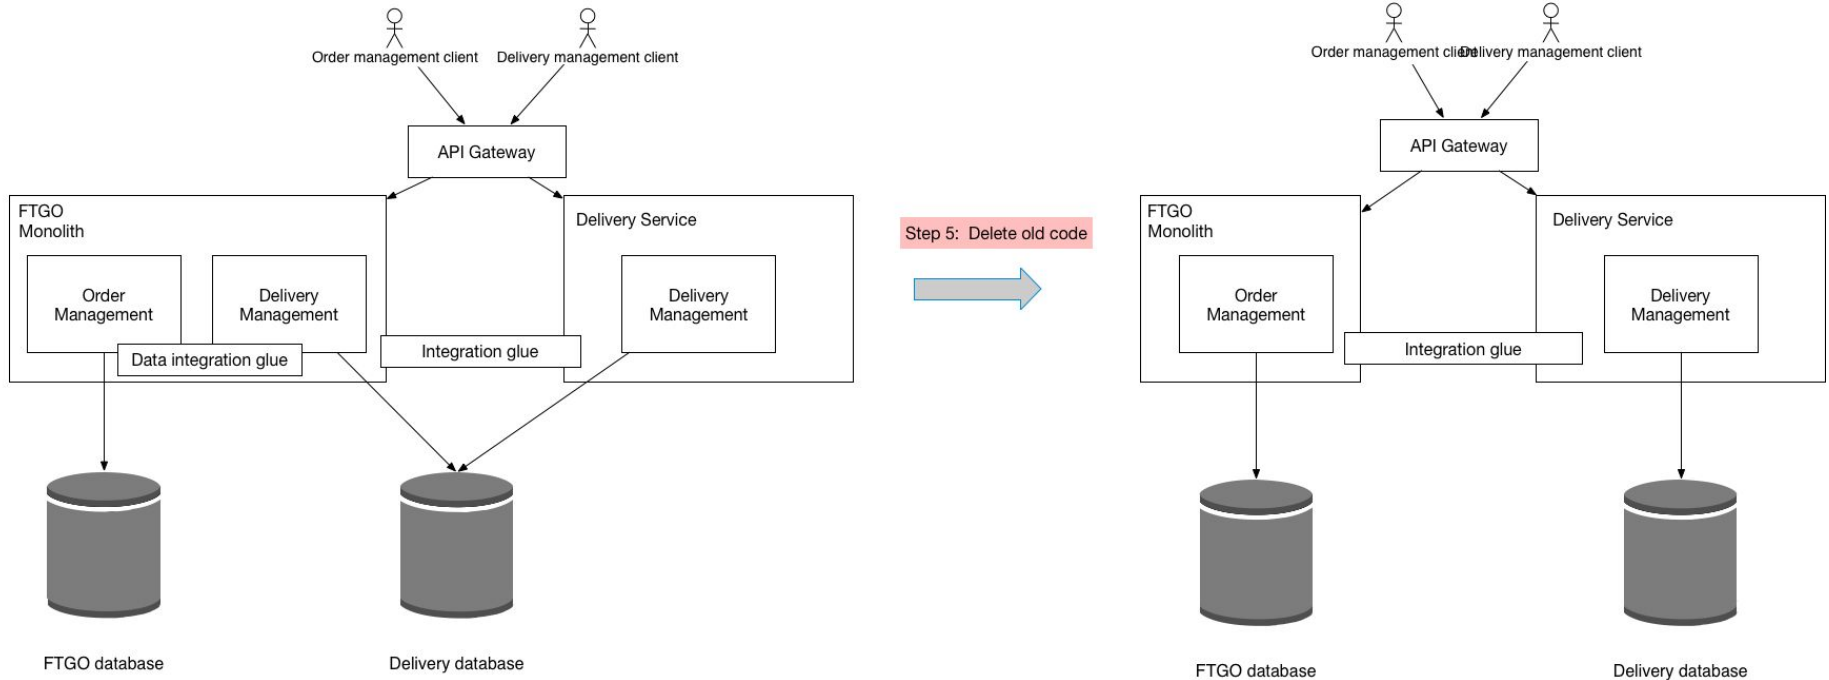 Order management client
Delivery management client
API Gateway
FTGO
Monolith
Order
Management
Delivery
Management
Data integration glue
Integration glue
Delivery Service
Delivery
Management
FTGO database
Delivery database
Step 5: Delete old code
Order management client
Delivery management client
API Gateway
FTGO
Monolith
Order
Management
Integration glue
Delivery Service
Delivery
Management
FTGO database
Delivery database